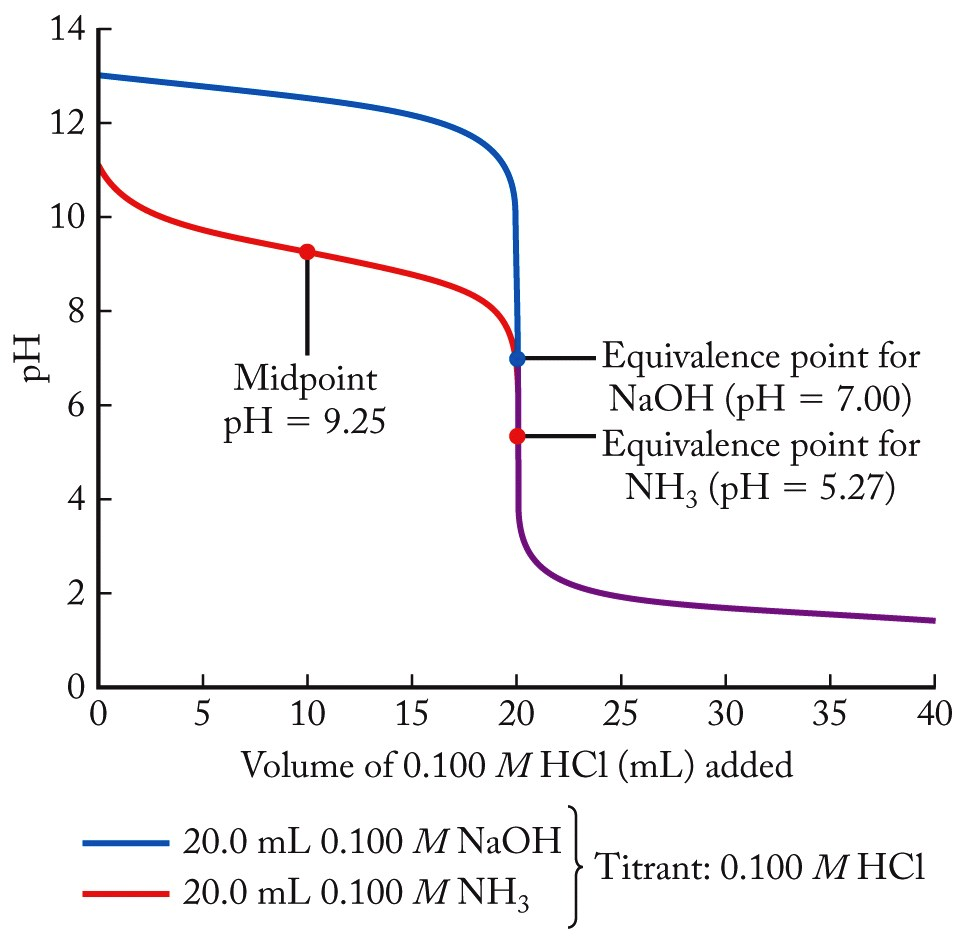 14
12
10
8
6
4
2
0
pH
Midpoint
pH = 9.25
Equivalence point for
NaOH (pH = 7.00)
Equivalence point for
NH₃ (pH = 5.27)
0 5 10 15 20 25 30 35 40
Volume of 0.100 M HCl (mL) added
20.0 mL 0.100 M NaOH
20.0 mL 0.100 M NH₃
Titrant: 0.100 M HCl